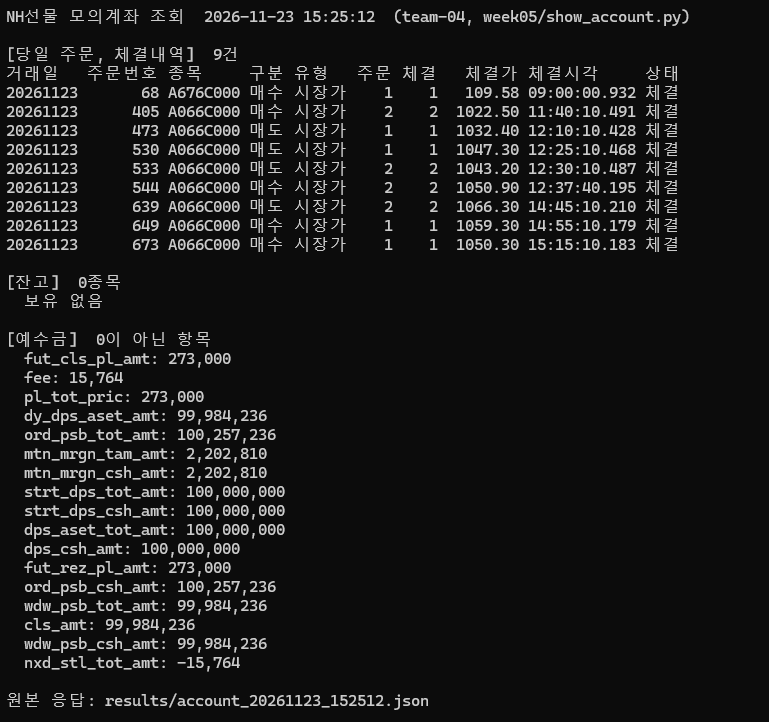 NH선물 모의계좌 조회  2026-11-23 15:25:12  (team-04, week05/show_account.py)
[당일 주문, 체결내역]  9건
거래일   주문번호 종목      구분 유형   주문 체결   체결가 체결시각     상태
20261123       68 A676C000 매수 시장가    1    1   109.58 09:00:00.932 체결
20261123      405 A066C000 매수 시장가    2    2  1022.50 11:40:10.491 체결
20261123      473 A066C000 매도 시장가    1    1  1032.40 12:10:10.428 체결
20261123      530 A066C000 매도 시장가    1    1  1047.30 12:25:10.468 체결
20261123      533 A066C000 매도 시장가    2    2  1043.20 12:30:10.487 체결
20261123      544 A066C000 매수 시장가    2    2  1050.90 12:37:40.195 체결
20261123      639 A066C000 매도 시장가    2    2  1066.30 14:45:10.210 체결
20261123      649 A066C000 매수 시장가    1    1  1059.30 14:55:10.179 체결
20261123      673 A066C000 매수 시장가    1    1  1050.30 15:15:10.183 체결
[잔고]  0종목
보유 없음
[예수금]  0이 아닌 항목
fut_cls_pl_amt: 273,000
fee: 15,764
pl_tot_pric: 273,000
dy_dps_aset_amt: 99,984,236
ord_psb_tot_amt: 100,257,236
mtn_mrgn_tam_amt: 2,202,810
mtn_mrgn_csh_amt: 2,202,810
strt_dps_tot_amt: 100,000,000
strt_dps_csh_amt: 100,000,000
dps_aset_tot_amt: 100,000,000
dps_csh_amt: 100,000,000
fut_rez_pl_amt: 273,000
ord_psb_csh_amt: 100,257,236
wdw_psb_tot_amt: 99,984,236
cls_amt: 99,984,236
wdw_psb_csh_amt: 99,984,236
nxd_stl_tot_amt: -15,764
원본 응답: results/account_20261123_152512.json